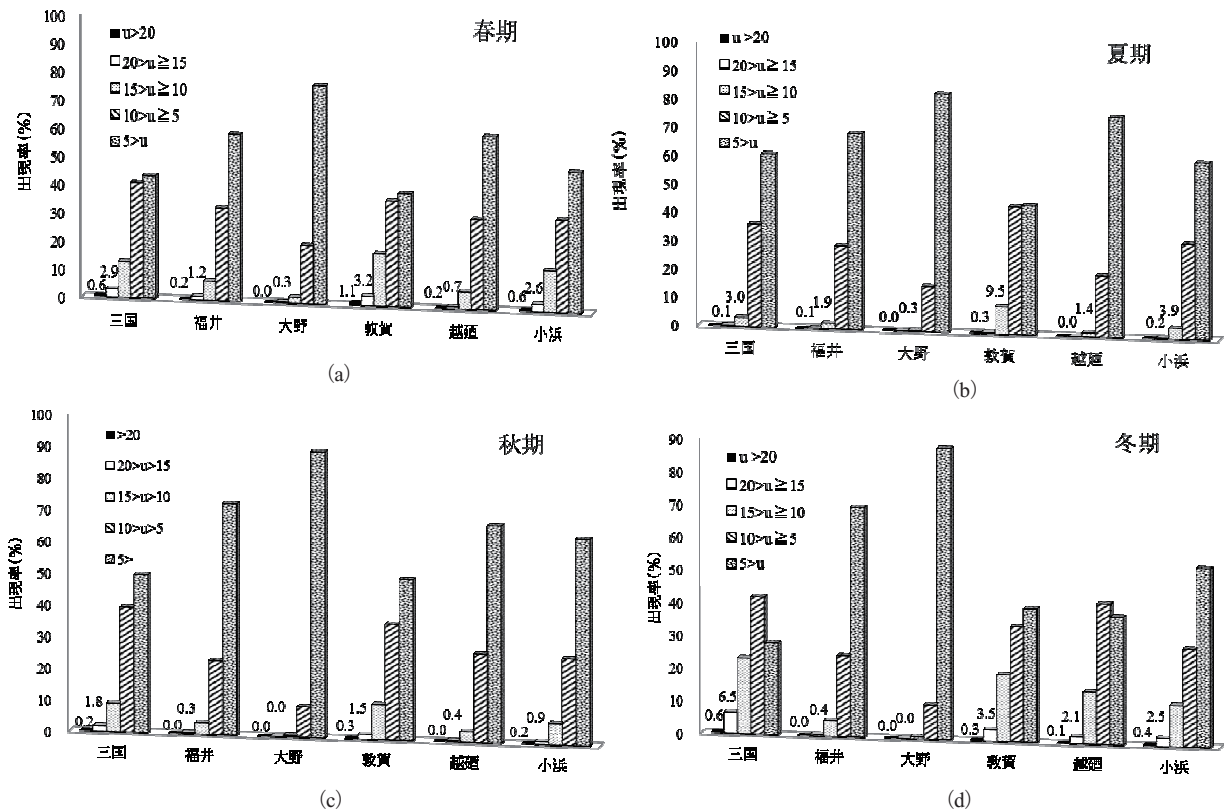 春期
出現率(%)
100
90
80
70
60
50
40
30
20
10
0
u>20
20>u≧15
15>u≧10
10>u≧5
5>u
0.6 2.9 0.2 1.2 0.0 0.3 1.1 3.2 0.2 0.7 0.6 2.6
三国 福井 大野 敦賀 越廼 小浜
(a)
夏期
出現率(%)
100
90
80
70
60
50
40
30
20
10
0
u>20
20>u≧15
15>u≧10
10>u≧5
5>u
0.1 3.0 0.1 1.9 0.0 0.3 0.3 9.5 0.0 1.4 0.2 3.9
三国 福井 大野 敦賀 越廼 小浜
(b)
秋期
出現率(%)
100
90
80
70
60
50
40
30
20
10
0
>20
20>u>15
15>u>10
10>u>5
5>
0.2 1.8 0.0 0.3 0.0 0.0 0.3 1.5 0.0 0.4 0.2 0.9
三国 福井 大野 敦賀 越廼 小浜
(c)
冬期
出現率(%)
90
80
70
60
50
40
30
20
10
0
u>20
20>u≧15
15>u≧10
10>u≧5
5>u
0.6 6.5 0.0 0.4 0.0 0.0 0.3 3.5 0.1 2.1 0.4 2.5
三国 福井 大野 敦賀 越廼 小浜
(d)